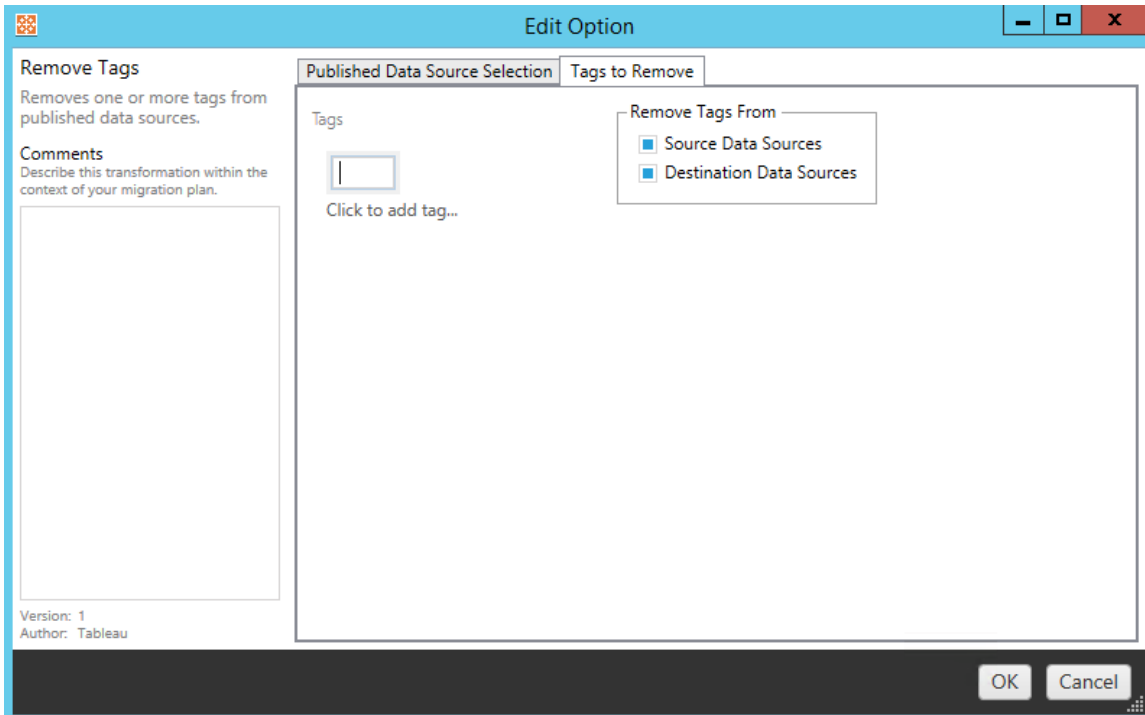 Edit Option
Remove Tags
Removes one or more tags from
published data sources.
Comments
Describe this transformation within the
context of your migration plan.
Version: 1
Author: Tableau
Published Data Source Selection
Tags to Remove
Tags
Click to add tag...
Remove Tags From
Source Data Sources
Destination Data Sources
OK
Cancel